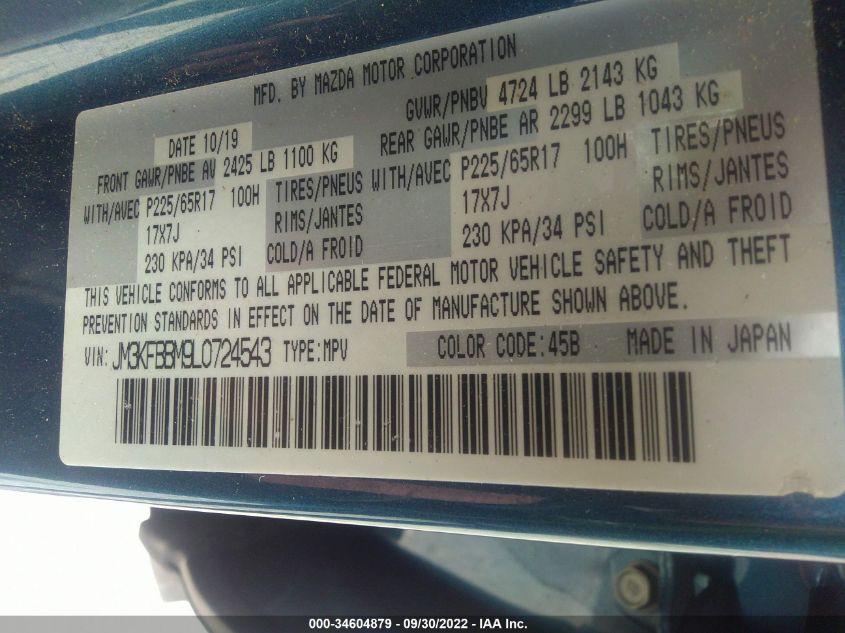 MFD. BY MAZDA MOTOR CORPORATION
DATE 10/19
GVWR/PNBV 4724 LB 2143 KG
FRONT GAWR/PNBE AV 2425 LB 1100 KG
REAR GAWR/PNBE AR 2299 LB 1043 KG
WITH/AVEC P225/65R17 100H TIRES/PNEUS
17X7J RIMS/JANTES
230 KPA/34 PSI COLD/A FROID
WITH/AVEC P225/65R17 100H TIRES/PNEUS
17X7J RIMS/JANTES
230 KPA/34 PSI COLD/A FROID
THIS VEHICLE CONFORMS TO ALL APPLICABLE FEDERAL MOTOR VEHICLE SAFETY AND THEFT
PREVENTION STANDARDS IN EFFECT ON THE DATE OF MANUFACTURE SHOWN ABOVE.
VIN: JM3KFBBM9L0724543 TYPE:MPV COLOR CODE:45B MADE IN JAPAN
000-34604879 - 09/30/2022 - IAA Inc.